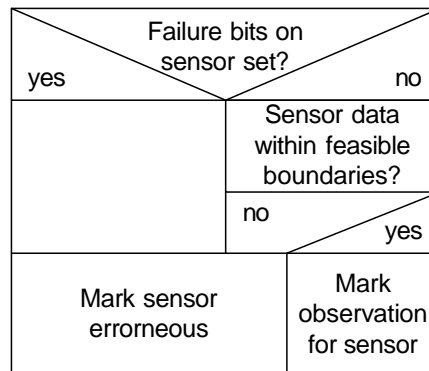 Failure bits on
sensor set?
yes
no
Sensor data
within feasible
boundaries?
no
yes
Mark sensor
errorneous
Mark
observation
for sensor